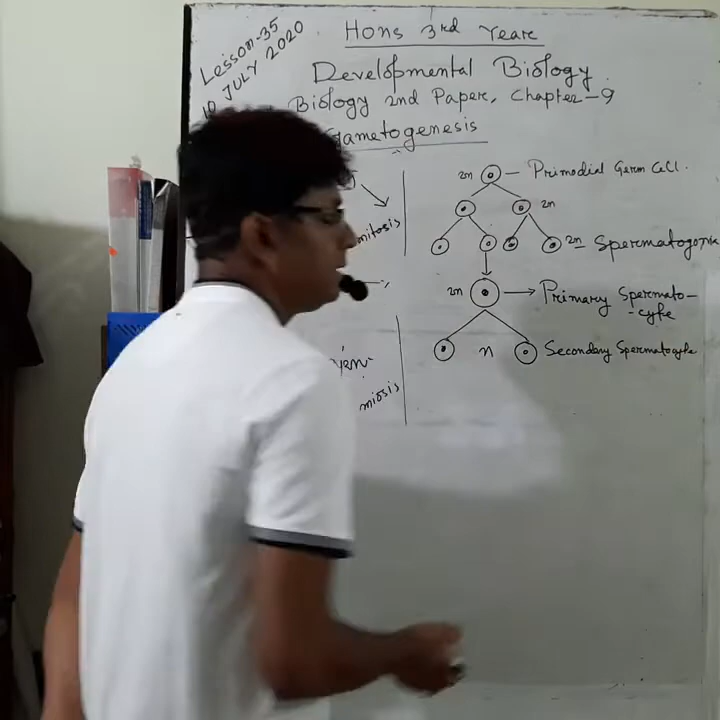 Lesson-35
10 JULY 2020
Hons 3rd Year
Developmental Biology
Biology 2nd Paper, Chapter-9
gametogenesis
2n — Primodial Germ Cell.
2n
mitosis
2n Spermatogonia
2n → Primary Spermato-
-cyte
n Secondary Spermatocyte
miosis